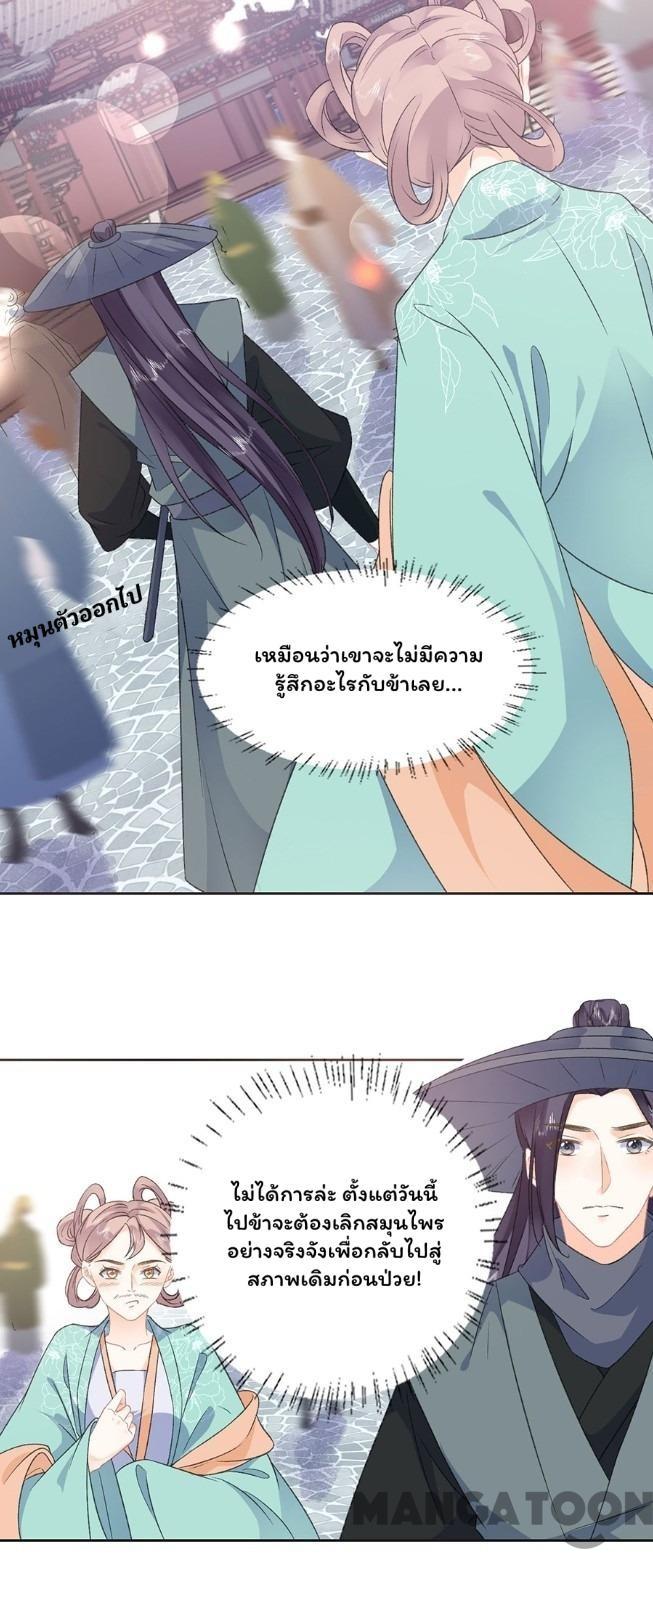 หมุนตัวออกไป
เหมือนว่าเขาจะไม่มีความ
รู้สึกอะไรกับข้าเลย...
ไม่ได้การล่ะ ตั้งแต่วันนี้
ไปข้าจะต้องเลิกสมุนไพร
อย่างจริงจังเพื่อกลับไปสู่
สภาพเดิมก่อนป่วย!
MANGATOON